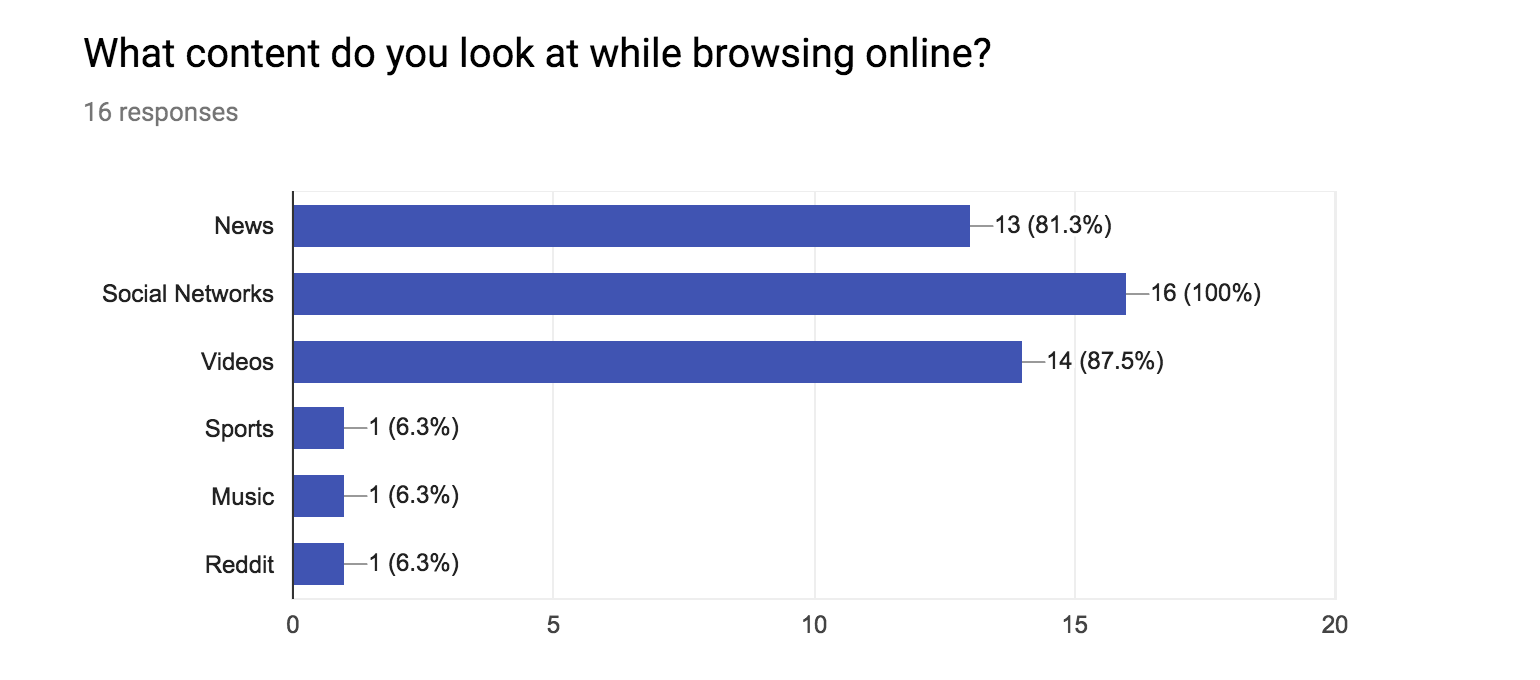 What content do you look at while browsing online?
16 responses
News 13 (81.3%)
Social Networks 16 (100%)
Videos 14 (87.5%)
Sports 1 (6.3%)
Music 1 (6.3%)
Reddit 1 (6.3%)
0 5 10 15 20